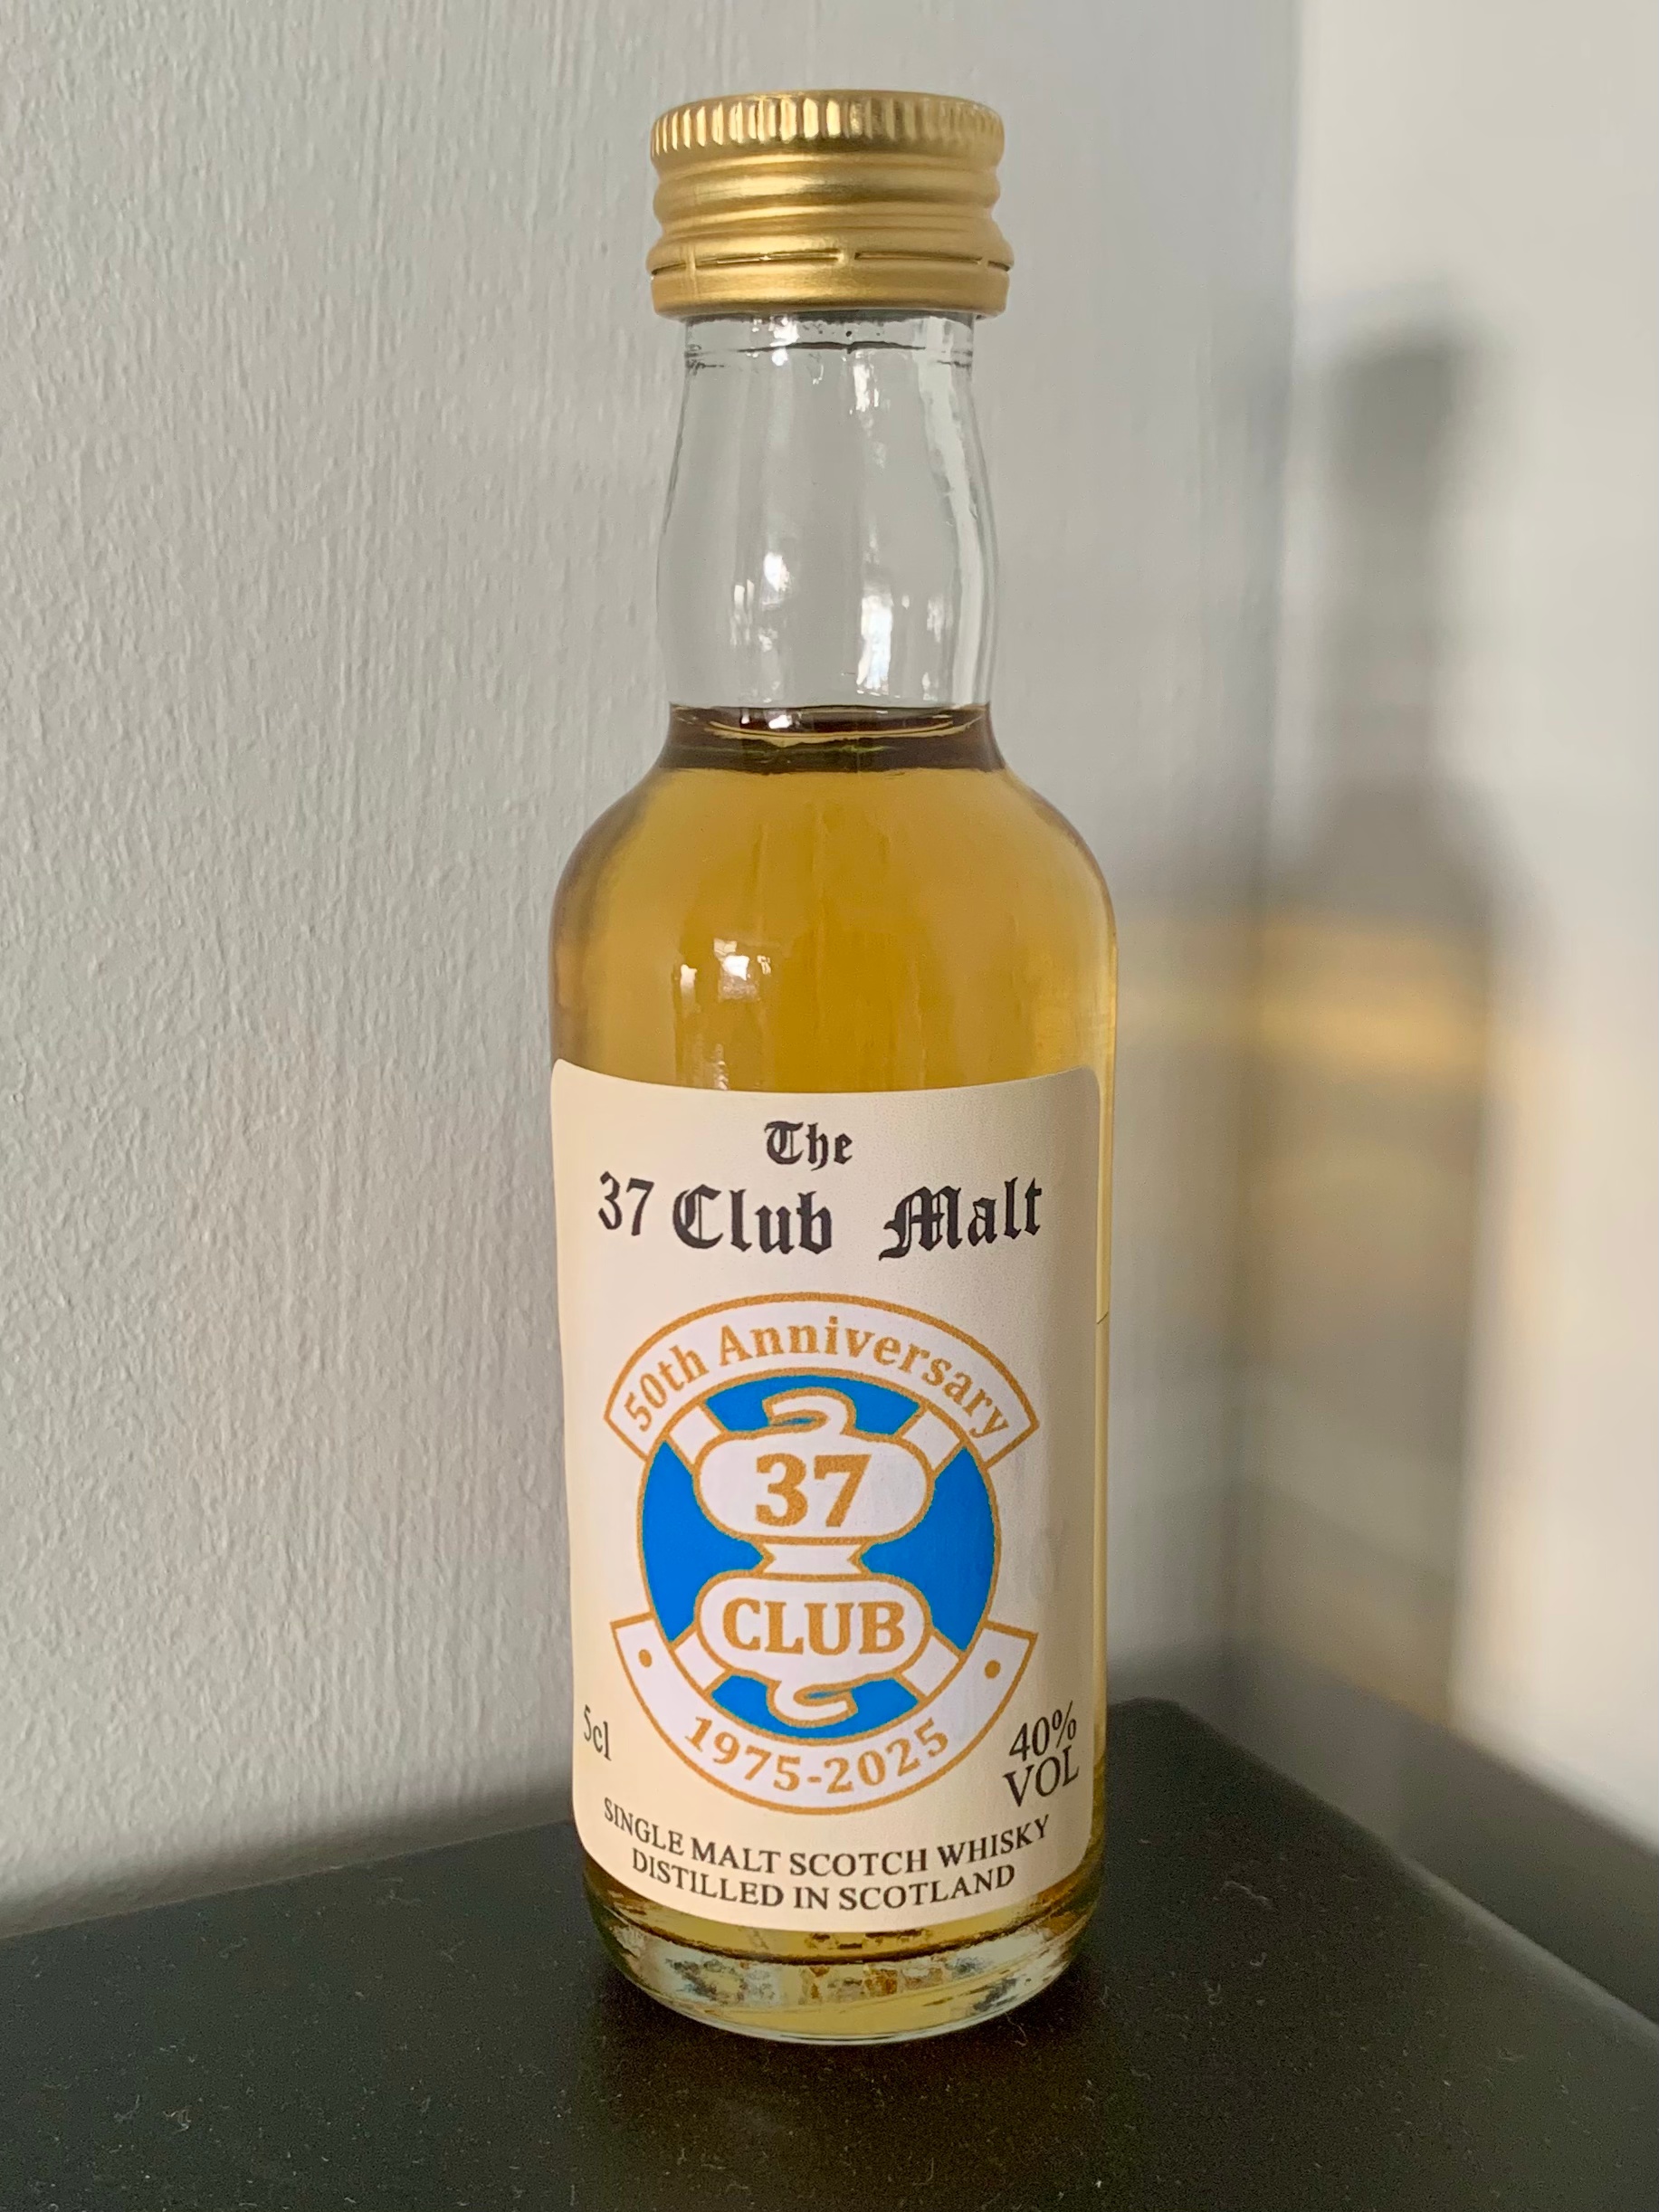 The
37 Club Malt
50th Anniversary
37
CLUB
1975-2025
5cl
40%
VOL
SINGLE MALT SCOTCH WHISKY
DISTILLED IN SCOTLAND